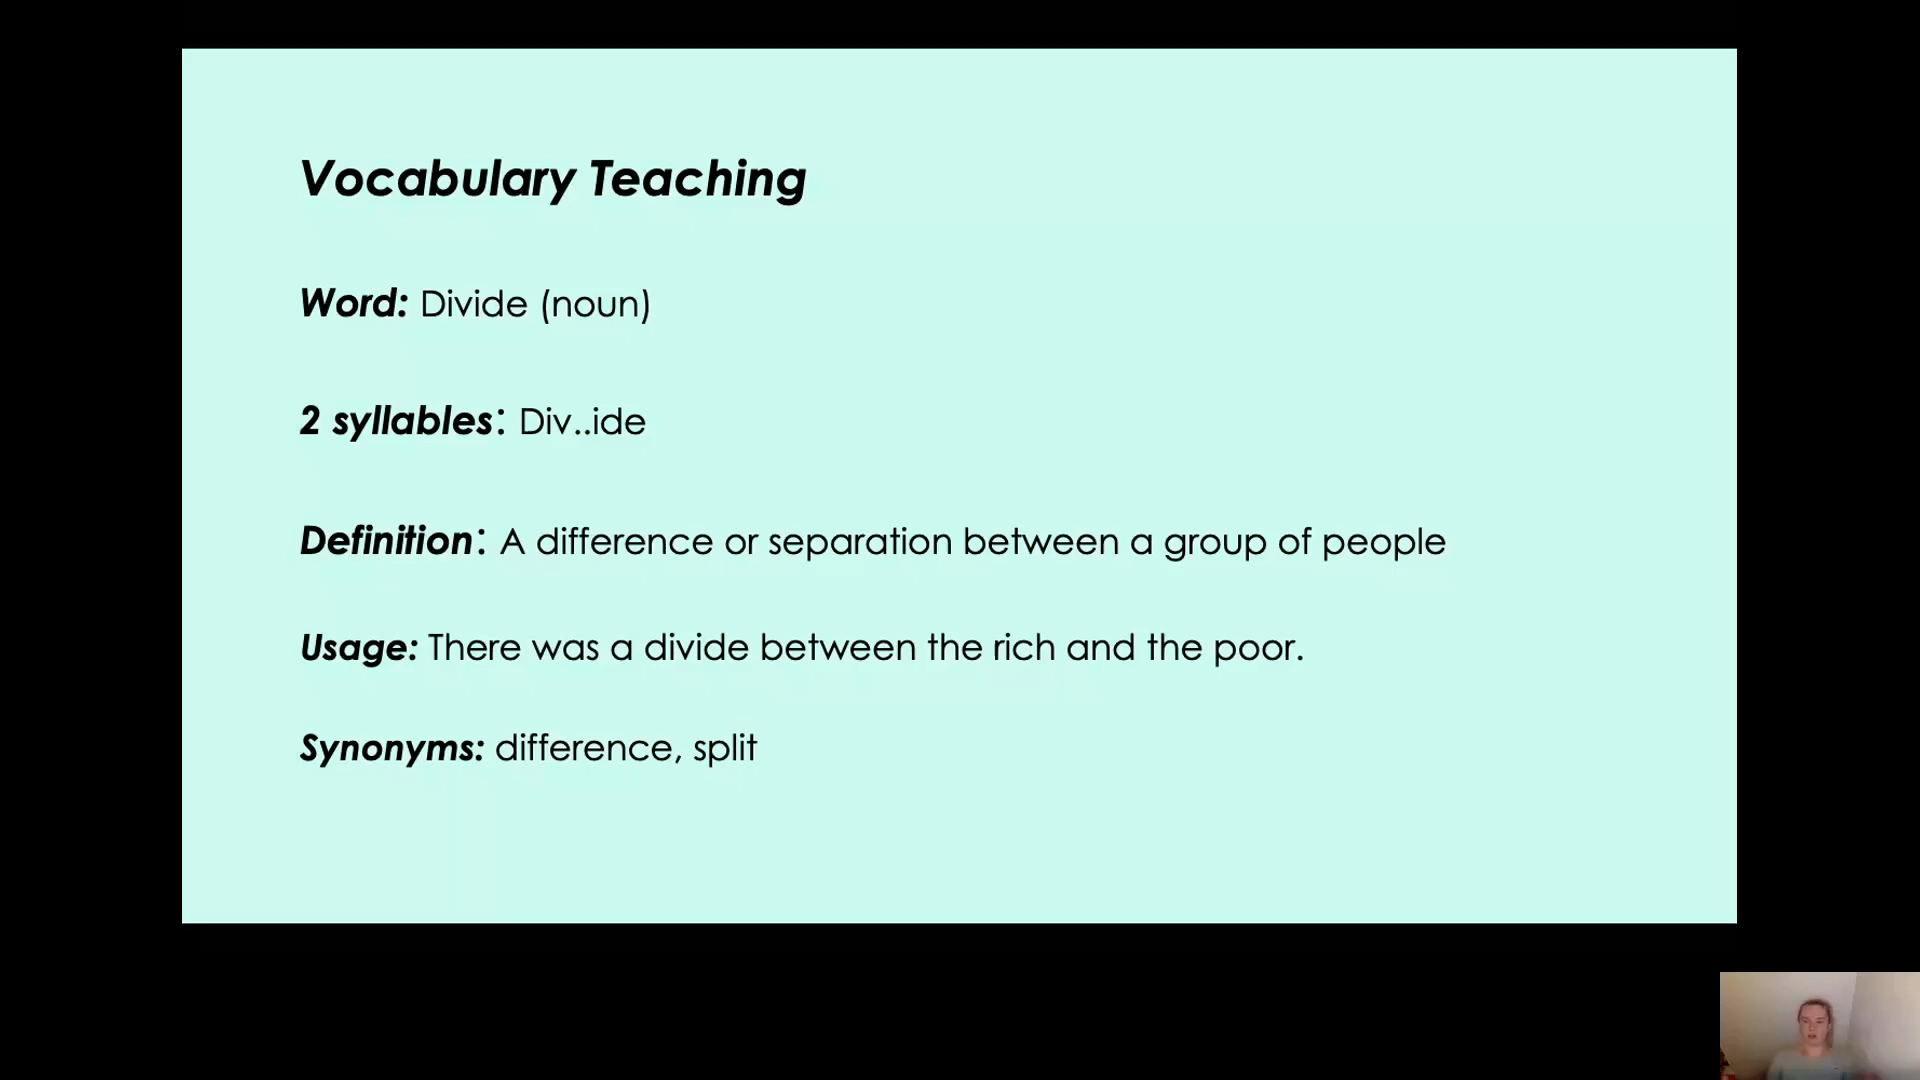 Vocabulary Teaching
Word: Divide (noun)
2 syllables: Div..ide
Definition: A difference or separation between a group of people
Usage: There was a divide between the rich and the poor.
Synonyms: difference, split